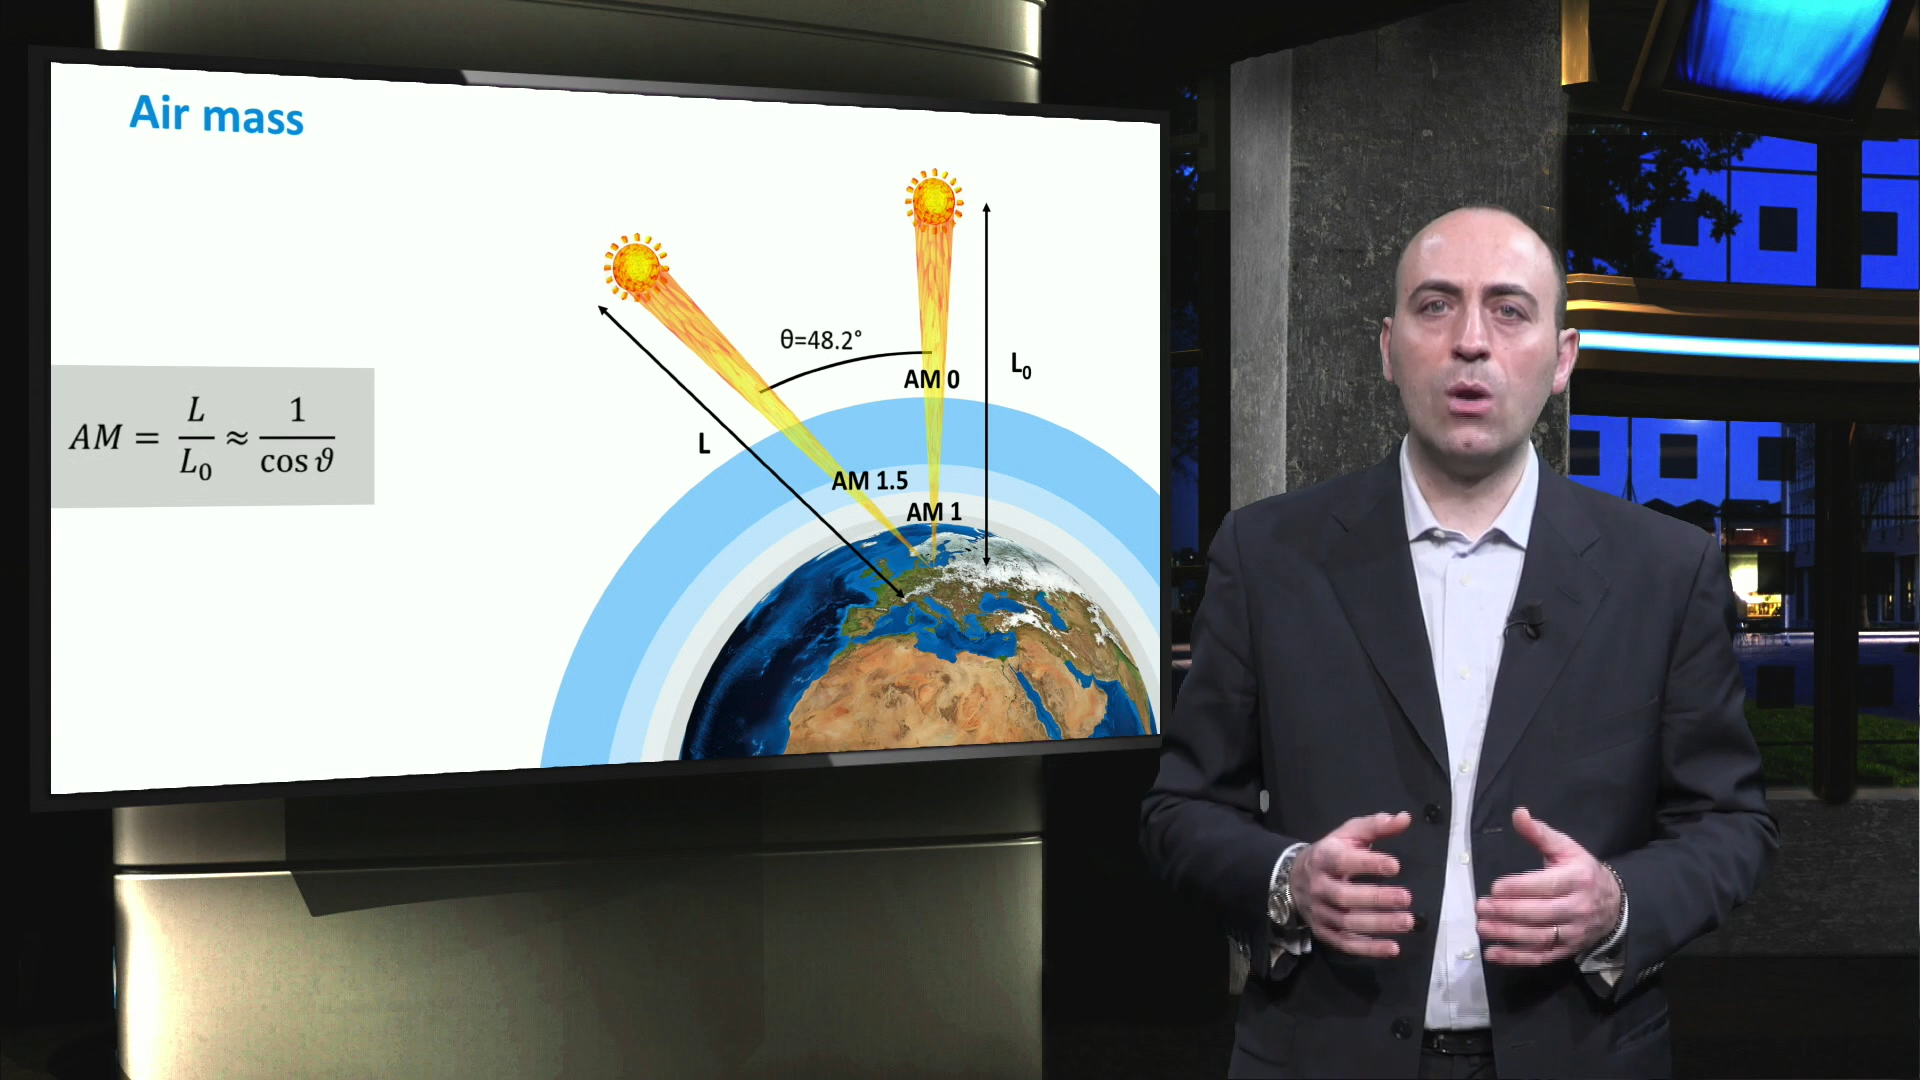 Air mass
θ=48.2°
AM 0
L₀
L
AM 1.5
AM 1
AM = L/L₀ ≈ 1/cos ϑ